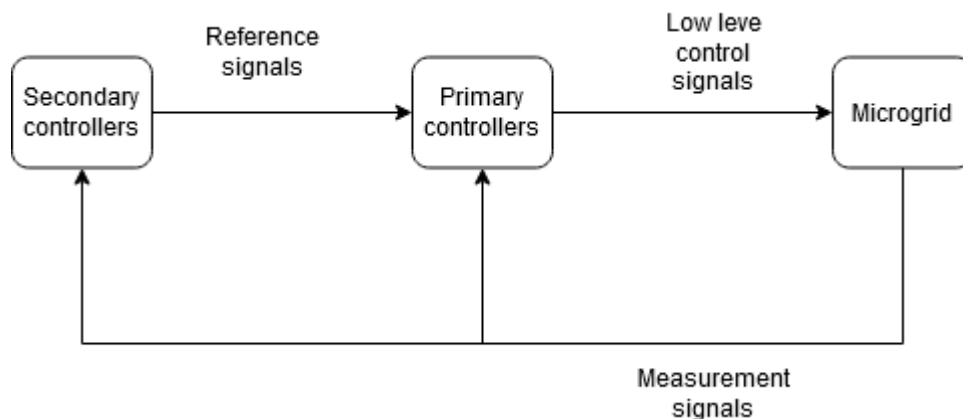 Reference
signals
Low leve
control
signals
Secondary
controllers
Primary
controllers
Microgrid
Measurement
signals